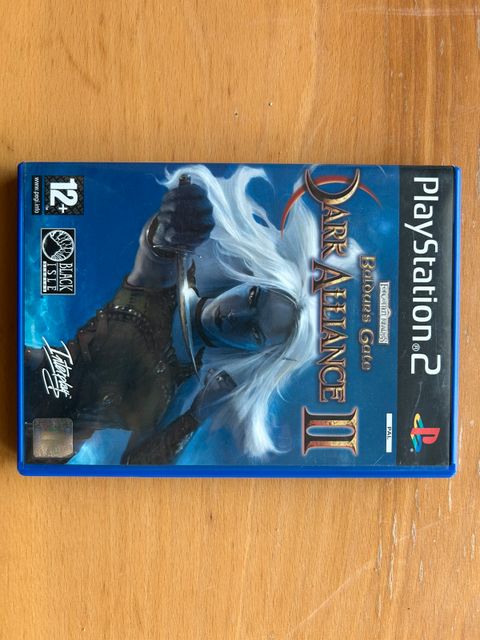 PlayStation®2
PAL
FORGOTTEN REALMS
BALDUR'S GATE
DARK ALLIANCE II
12+
www.pegi.info
BLACK ISLE
Interplay